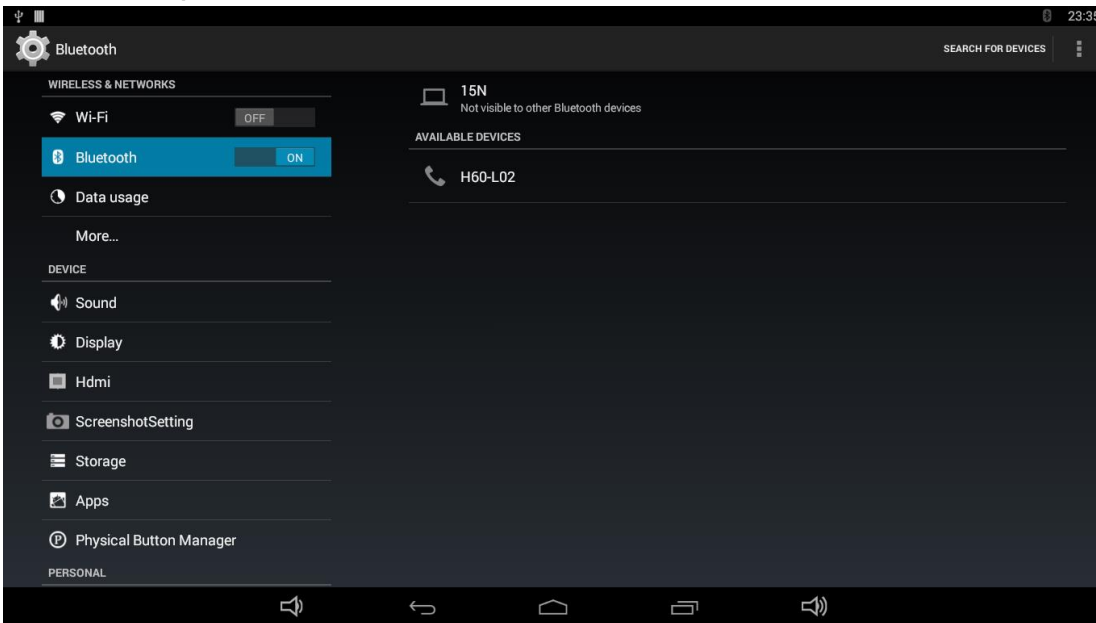 23:35
Bluetooth
SEARCH FOR DEVICES
WIRELESS & NETWORKS
Wi-Fi
OFF
Bluetooth
ON
Data usage
More...
DEVICE
Sound
Display
Hdmi
ScreenshotSetting
Storage
Apps
Physical Button Manager
PERSONAL
15N
Not visible to other Bluetooth devices
AVAILABLE DEVICES
H60-L02